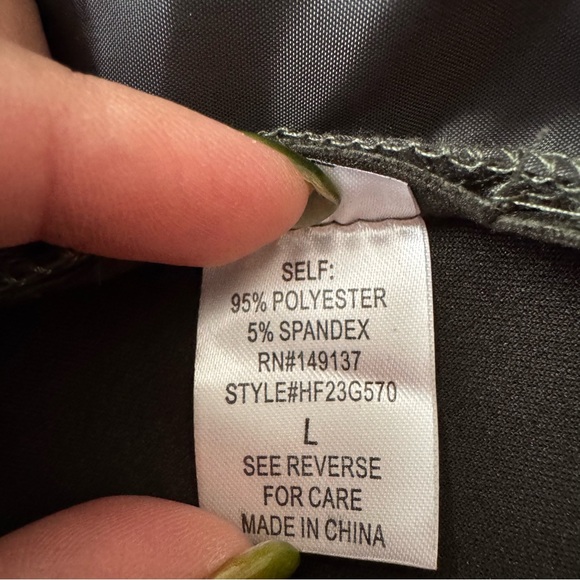 SELF:
95% POLYESTER
5% SPANDEX
RN#149137
STYLE#HF23G570
L
SEE REVERSE
FOR CARE
MADE IN CHINA